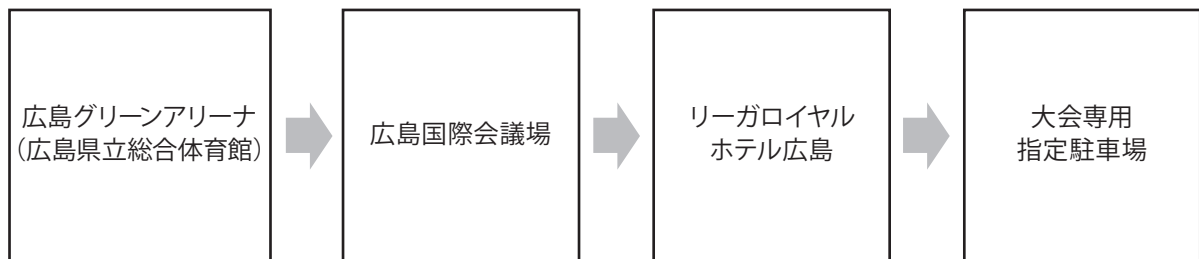 広島グリーンアリーナ
（広島県立総合体育館）
広島国際会議場
リーガロイヤル
ホテル広島
大会専用
指定駐車場